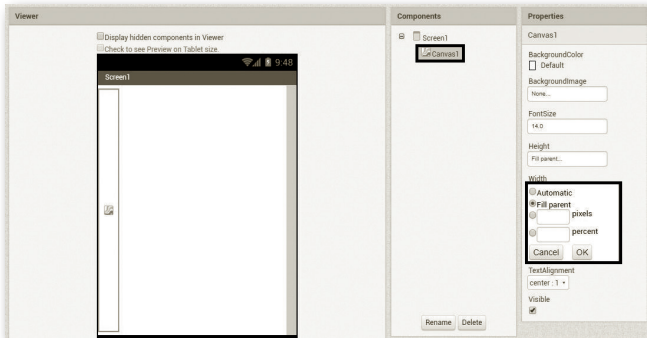 Viewer
Display hidden components in Viewer
Check to see Preview on Tablet size.
9:48
Screen1
Components
Screen1
Canvas1
Rename Delete
Properties
Canvas1
BackgroundColor
Default
BackgroundImage
None...
FontSize
14.0
Height
Fill parent...
Width
Automatic
Fill parent
pixels
percent
Cancel OK
TextAlignment
center : 1
Visible